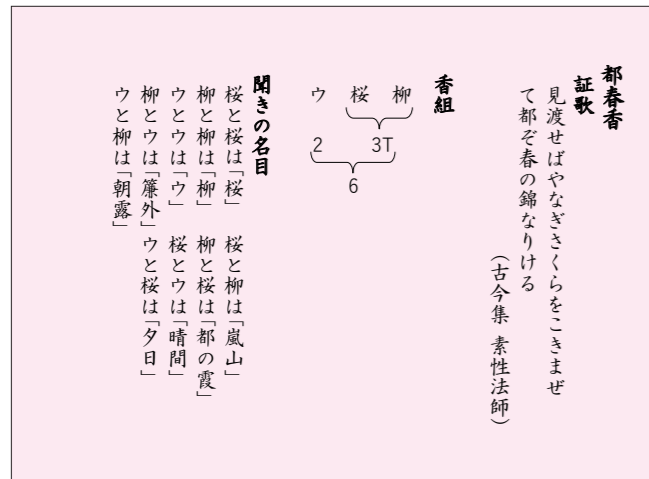 都春香
証歌
見渡せばやなぎさくらをこきまぜ
て都ぞ春の錦なりける
（古今集 素性法師）
香組
柳 3T
桜
ウ 2
6
聞きの名目
桜と桜は「桜」 桜と柳は「嵐山」
柳と柳は「柳」 柳と桜は「都の霞」
ウとウは「ウ」 桜とウは「晴間」
柳とウは「簾外」 ウと桜は「夕日」
ウと柳は「朝露」